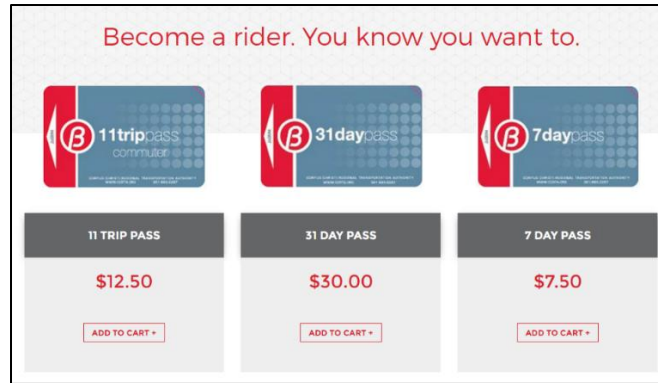 Become a rider. You know you want to.
B 11trippass
commuter
B 31daypass
B 7daypass
11 TRIP PASS
31 DAY PASS
7 DAY PASS
$12.50
$30.00
$7.50
ADD TO CART +
ADD TO CART +
ADD TO CART +